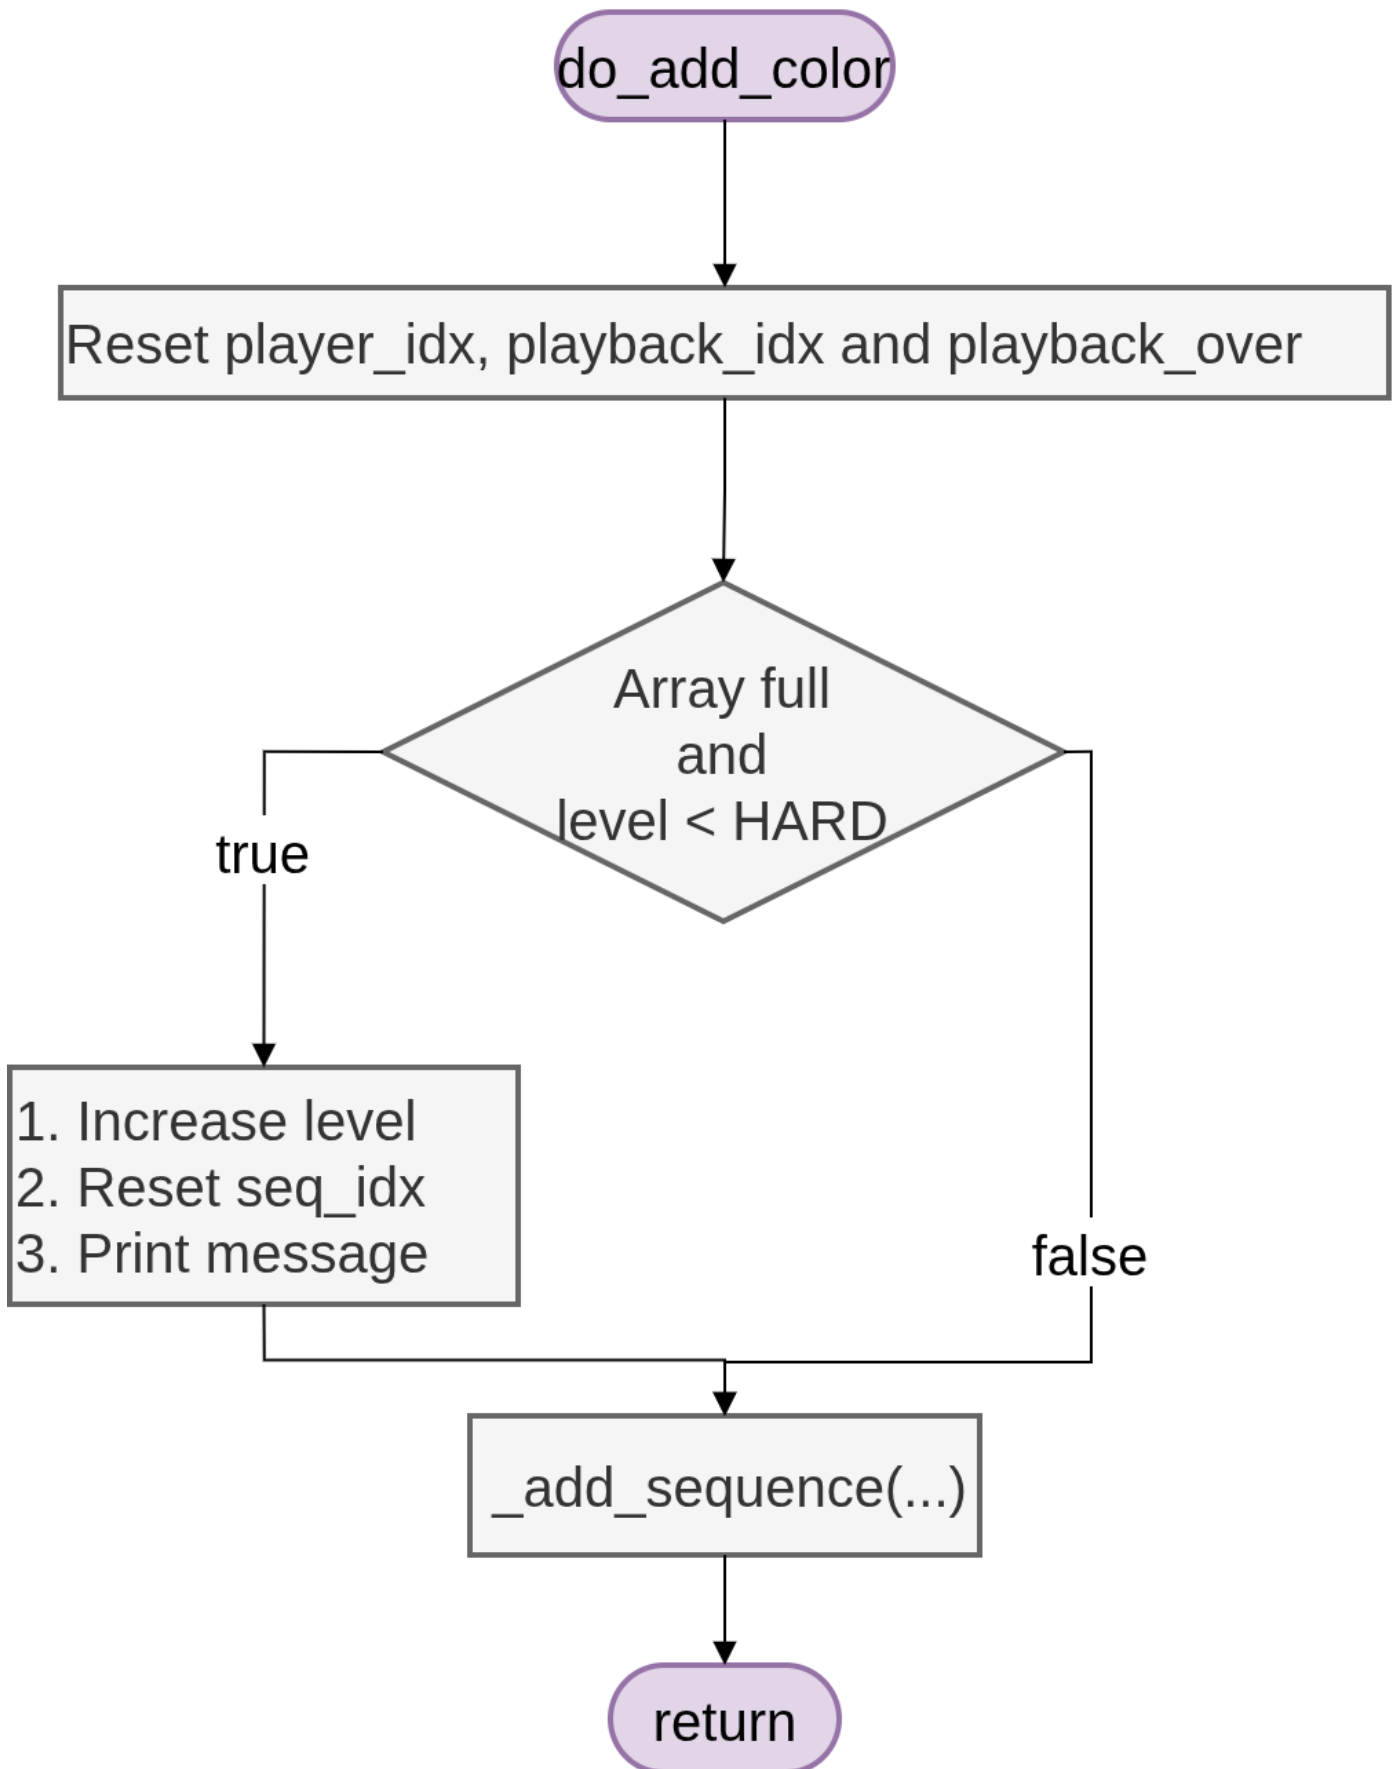 do_add_color
Reset player_idx, playback_idx and playback_over
Array full
and
level < HARD
true
1. Increase level
2. Reset seq_idx
3. Print message
false
_add_sequence(...)
return